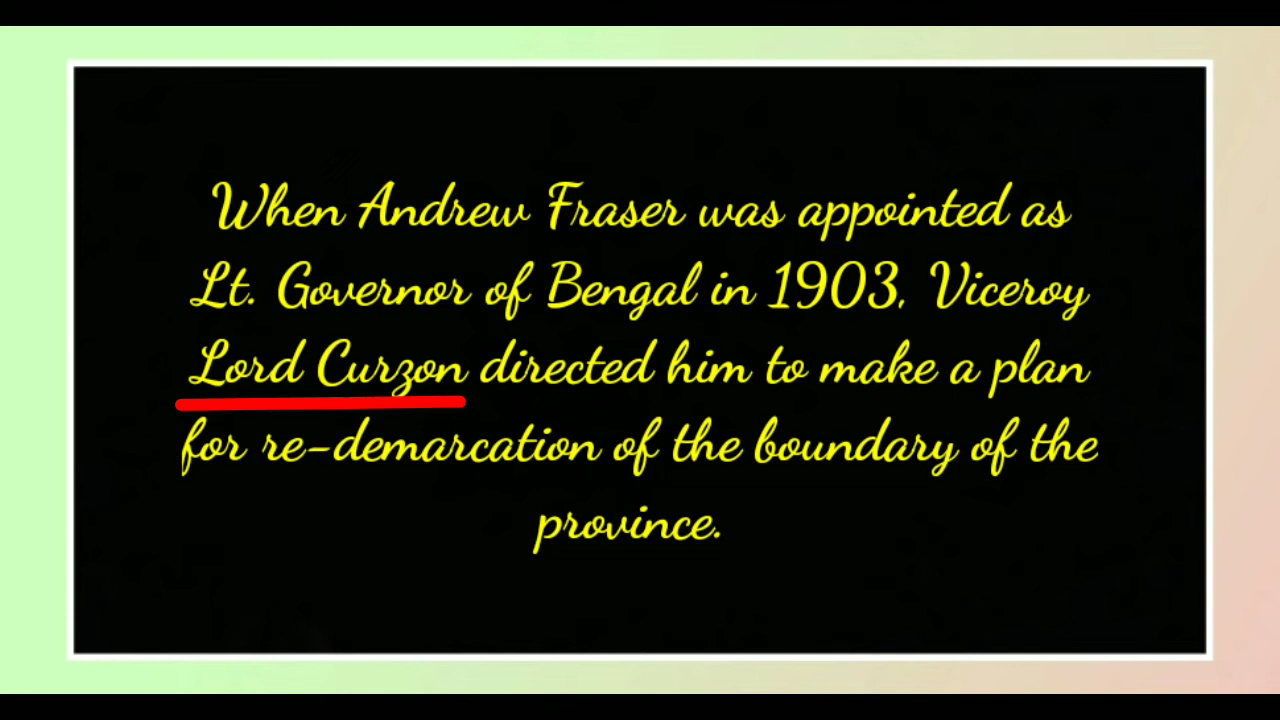 When Andrew Fraser was appointed as
Lt. Governor of Bengal in 1903, Viceroy
Lord Curzon directed him to make a plan
for re-demarcation of the boundary of the
province.